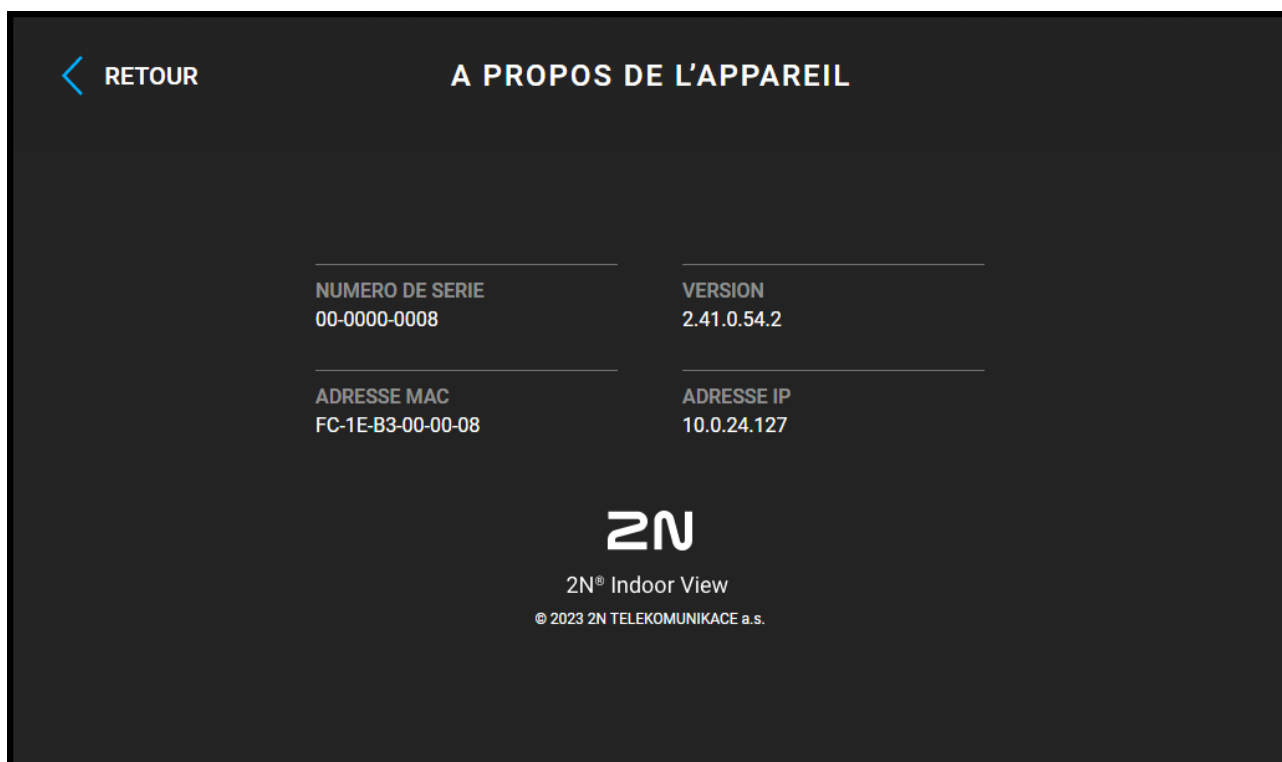 RETOUR
A PROPOS DE L’APPAREIL
NUMERO DE SERIE
00-0000-0008
VERSION
2.41.0.54.2
ADRESSE MAC
FC-1E-B3-00-00-08
ADRESSE IP
10.0.24.127
2N
2N® Indoor View
© 2023 2N TELEKOMUNIKACE a.s.